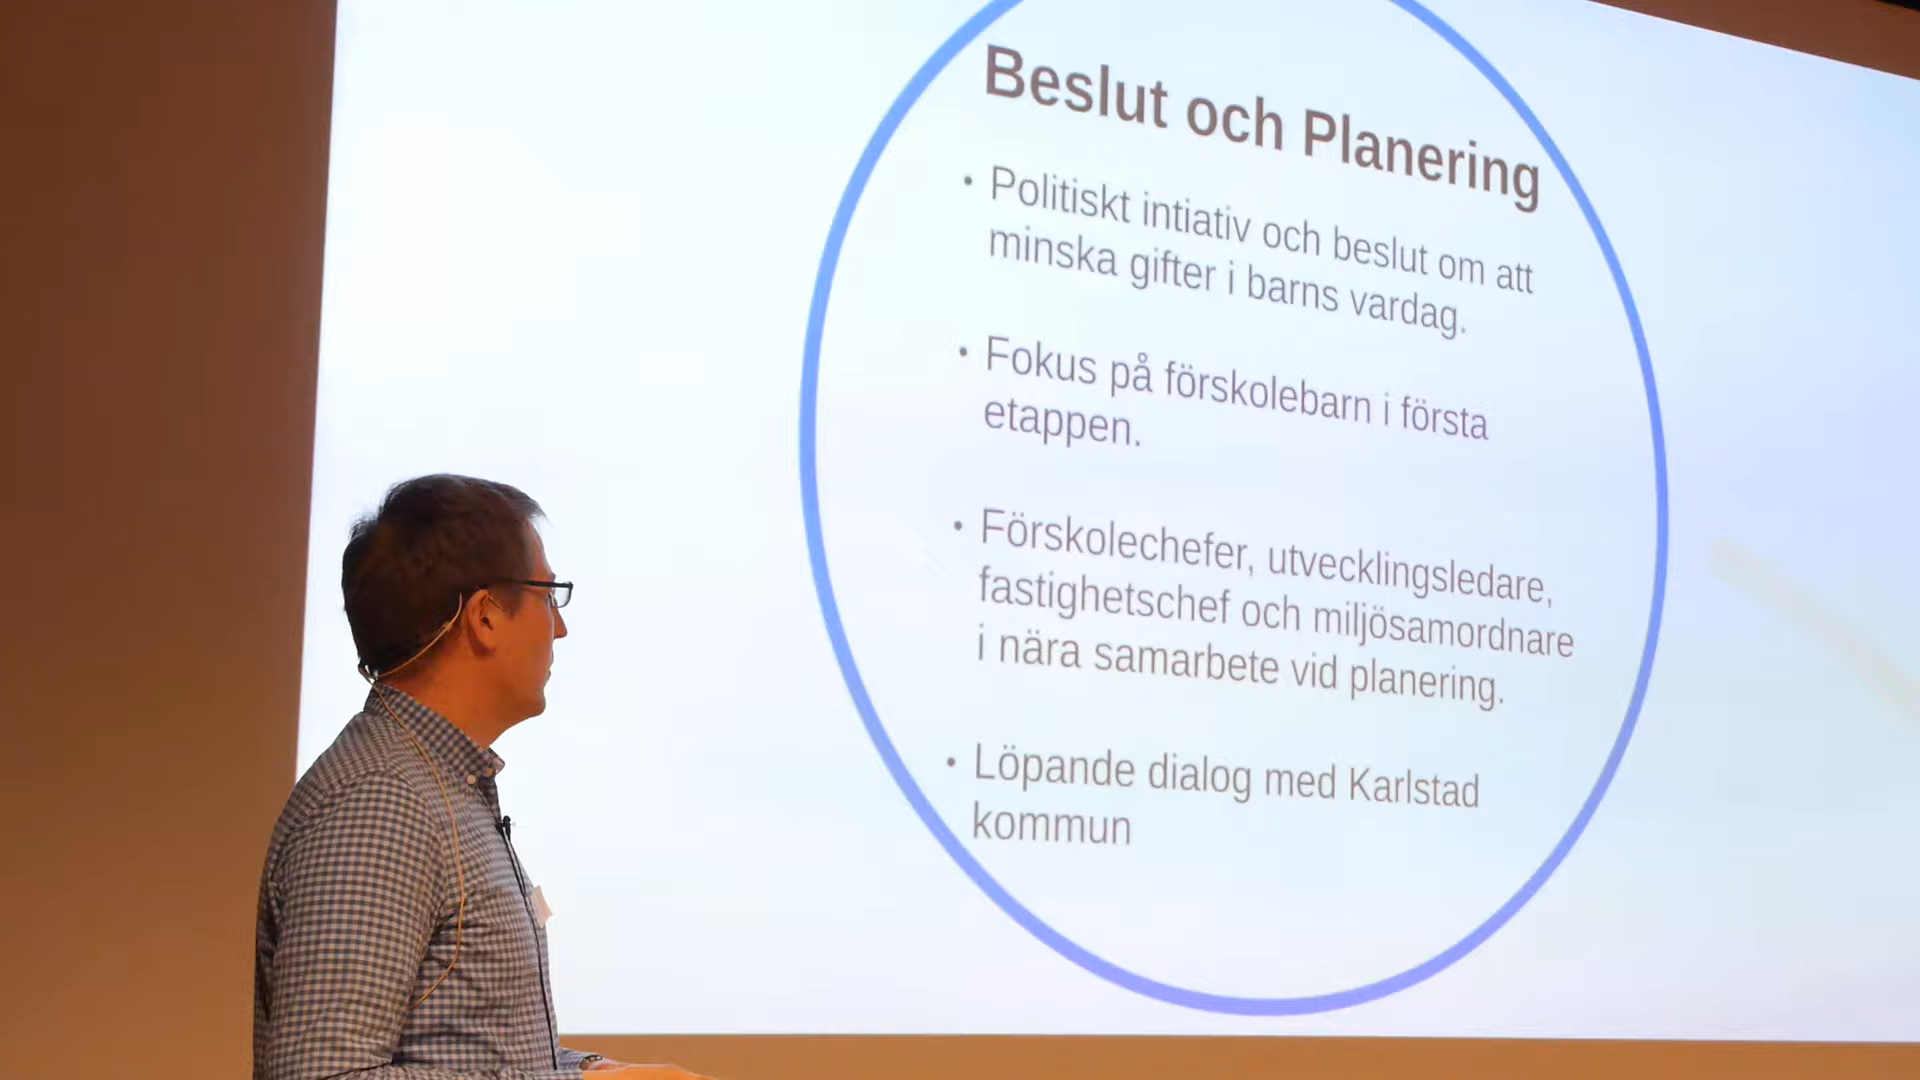 Beslut och Planering
• Politiskt intiativ och beslut om att
minska gifter i barns vardag.
• Fokus på förskolebarn i första
etappen.
• Förskolechefer, utvecklingsledare,
fastighetschef och miljösamordnare
i nära samarbete vid planering.
• Löpande dialog med Karlstad
kommun